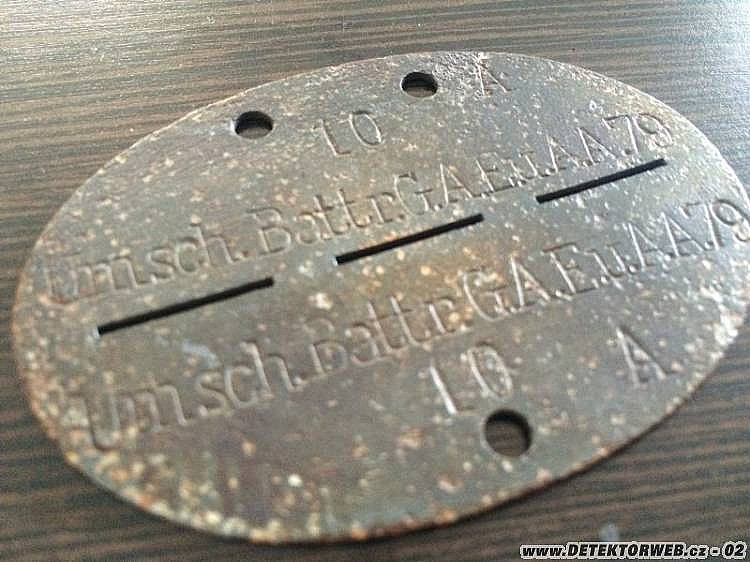 10 A
Umsch. Battr.G.A.E.u.A.A.79
Umsch.Battr.G.A.E.u.A.A.79
10 A
www.DETEKTORWEB.cz - 02